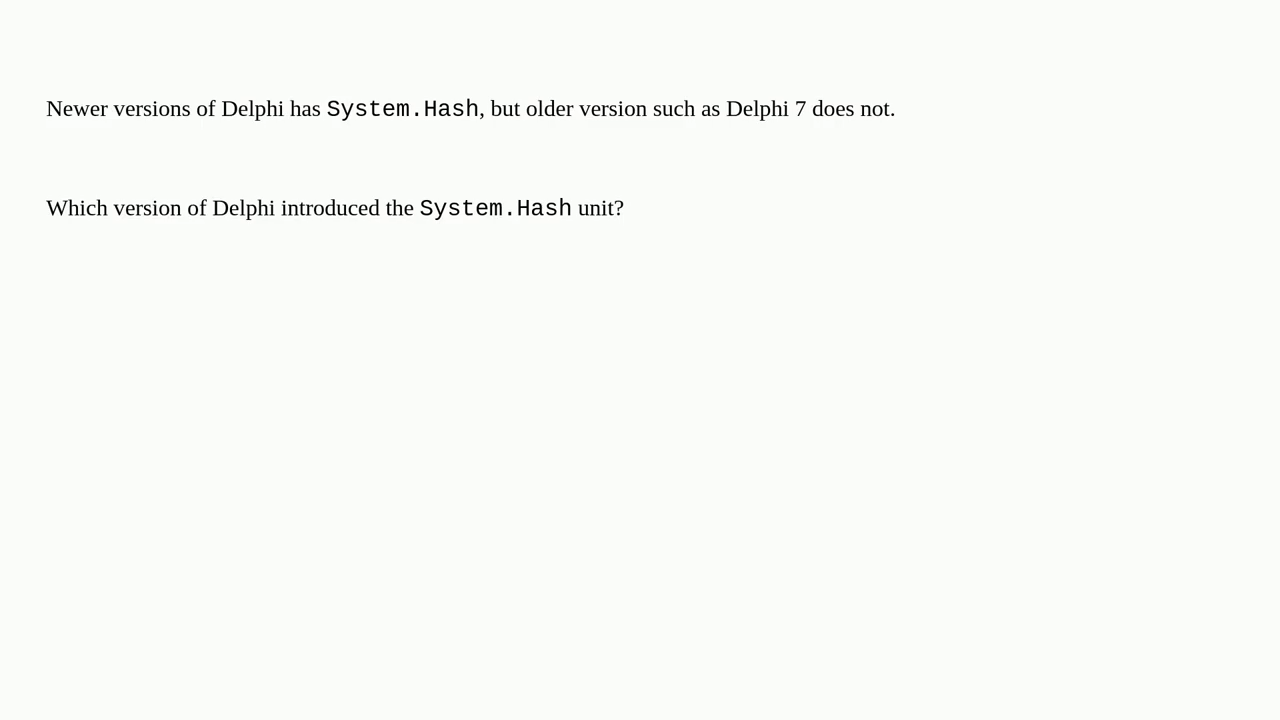 Newer versions of Delphi has System.Hash, but older version such as Delphi 7 does not.
Which version of Delphi introduced the System.Hash unit?